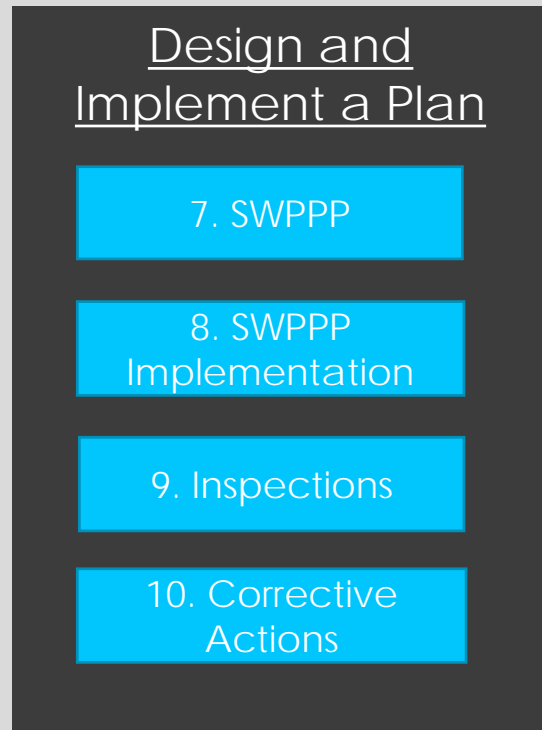 Design and
Implement a Plan
7. SWPPP
8. SWPPP
Implementation
9. Inspections
10. Corrective
Actions